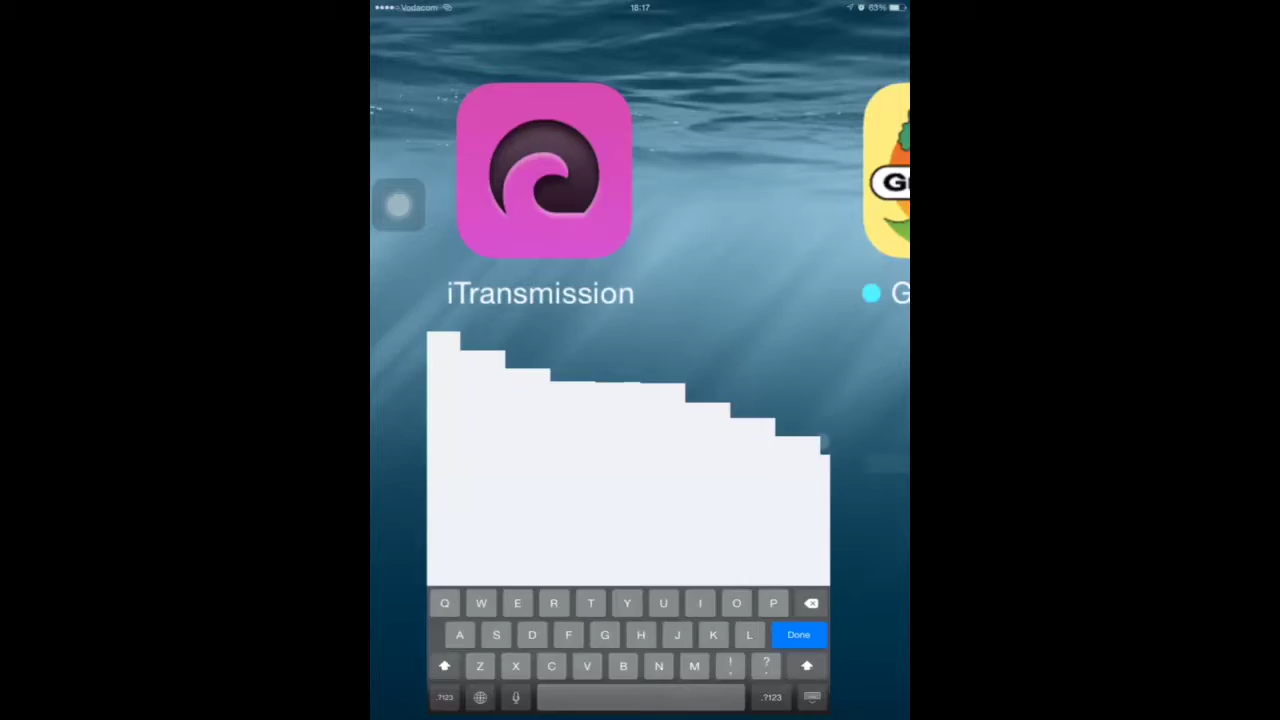 Vodacom 18:17 63%
iTransmission
Q W E R T Y U I O P
A S D F G H J K L Done
Z X C V B N M ! , ? .
.?123 .?123